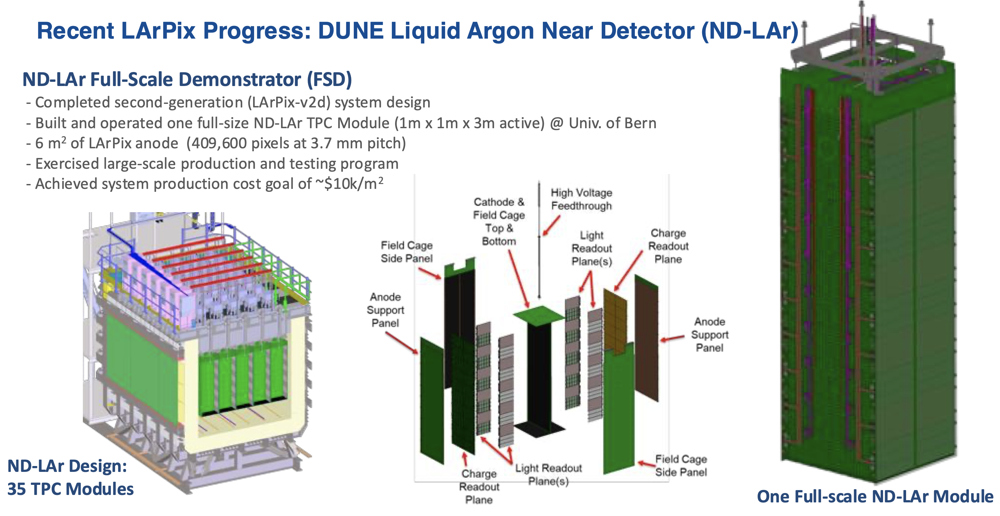 Recent LArPix Progress: DUNE Liquid Argon Near Detector (ND-LAr)
ND-LAr Full-Scale Demonstrator (FSD)
- Completed second-generation (LArPix-v2d) system design
- Built and operated one full-size ND-LAr TPC Module (1m x 1m x 3m active) @ Univ. of Bern
- 6 m² of LArPix anode (409,600 pixels at 3.7 mm pitch)
- Exercised large-scale production and testing program
- Achieved system production cost goal of ~$10k/m²
ND-LAr Design:
35 TPC Modules
High Voltage
Feedthrough
Cathode &
Field Cage
Top &
Bottom
Light
Readout
Plane(s)
Charge
Readout
Plane
Field Cage
Side Panel
Anode
Support
Panel
Anode
Support
Panel
Field Cage
Side Panel
Light Readout
Plane(s)
Charge
Readout
Plane
One Full-scale ND-LAr Module